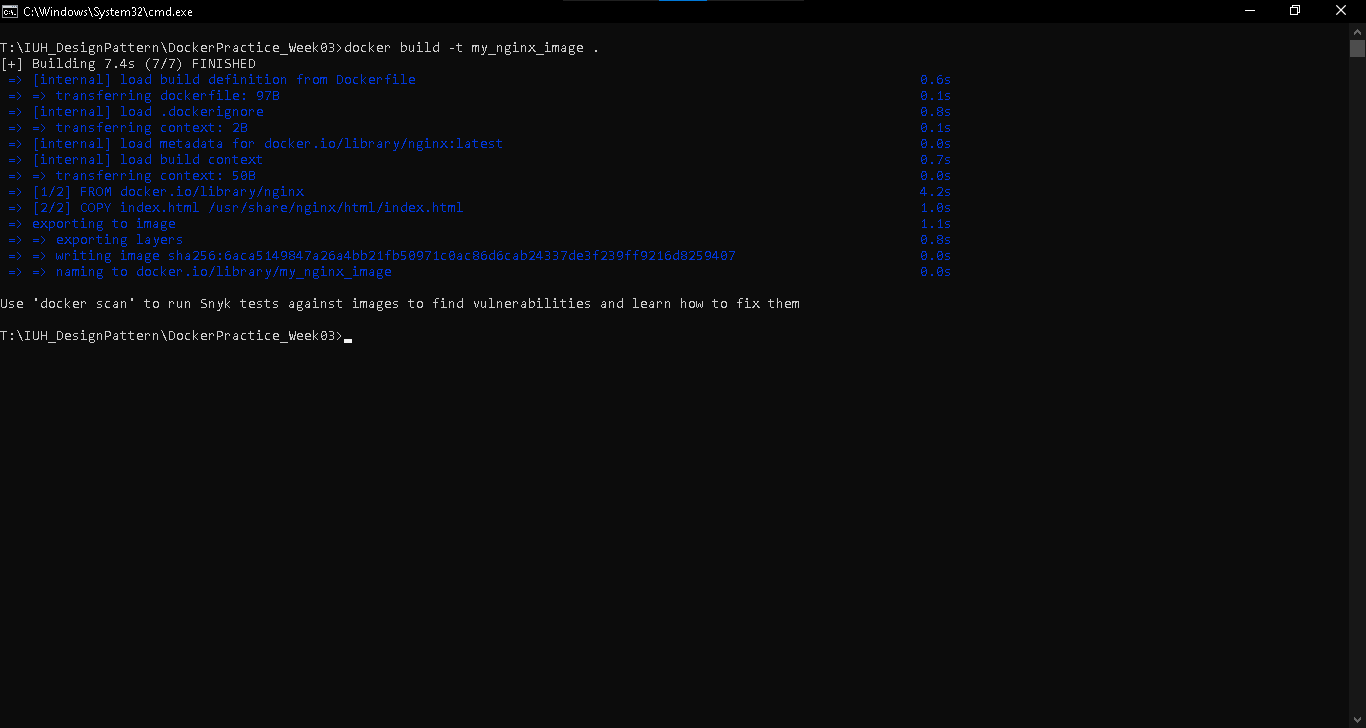 C:\Windows\System32\cmd.exe
T:\IUH_DesignPattern\DockerPractice_Week03>docker build -t my_nginx_image .
[+] Building 7.4s (7/7) FINISHED
=> [internal] load build definition from Dockerfile 0.6s
=> => transferring dockerfile: 97B 0.1s
=> [internal] load .dockerignore 0.8s
=> => transferring context: 2B 0.1s
=> [internal] load metadata for docker.io/library/nginx:latest 0.0s
=> [internal] load build context 0.7s
=> => transferring context: 50B 0.0s
=> [1/2] FROM docker.io/library/nginx 4.2s
=> [2/2] COPY index.html /usr/share/nginx/html/index.html 1.0s
=> exporting to image 1.1s
=> => exporting layers 0.8s
=> => writing image sha256:6aca5149847a26a4bb21fb50971c0ac86d6cab24337de3f239ff9216d8259407 0.0s
=> => naming to docker.io/library/my_nginx_image 0.0s
Use 'docker scan' to run Snyk tests against images to find vulnerabilities and learn how to fix them
T:\IUH_DesignPattern\DockerPractice_Week03>